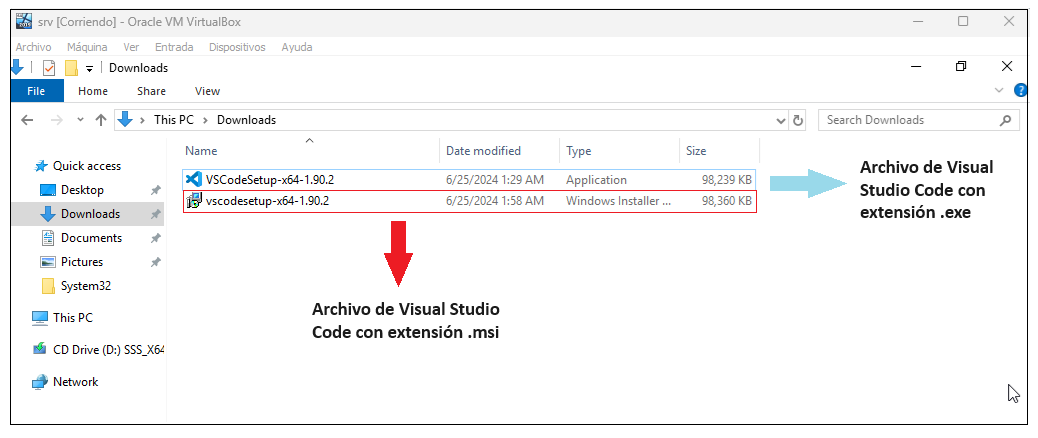 srv [Corriendo] - Oracle VM VirtualBox
Archivo Máquina Ver Entrada Dispositivos Ayuda
Downloads
File Home Share View
This PC Downloads
Search Downloads
Name Date modified Type Size
Quick access
Desktop
Downloads
Documents
Pictures
System32
This PC
CD Drive (D:) SSS_X64
Network
VSCodeSetup-x64-1.90.2 6/25/2024 1:29 AM Application 98,239 KB
vscodesetup-x64-1.90.2 6/25/2024 1:58 AM Windows Installer ... 98,360 KB
Archivo de Visual
Studio Code con
extensión .exe
Archivo de Visual Studio
Code con extensión .msi